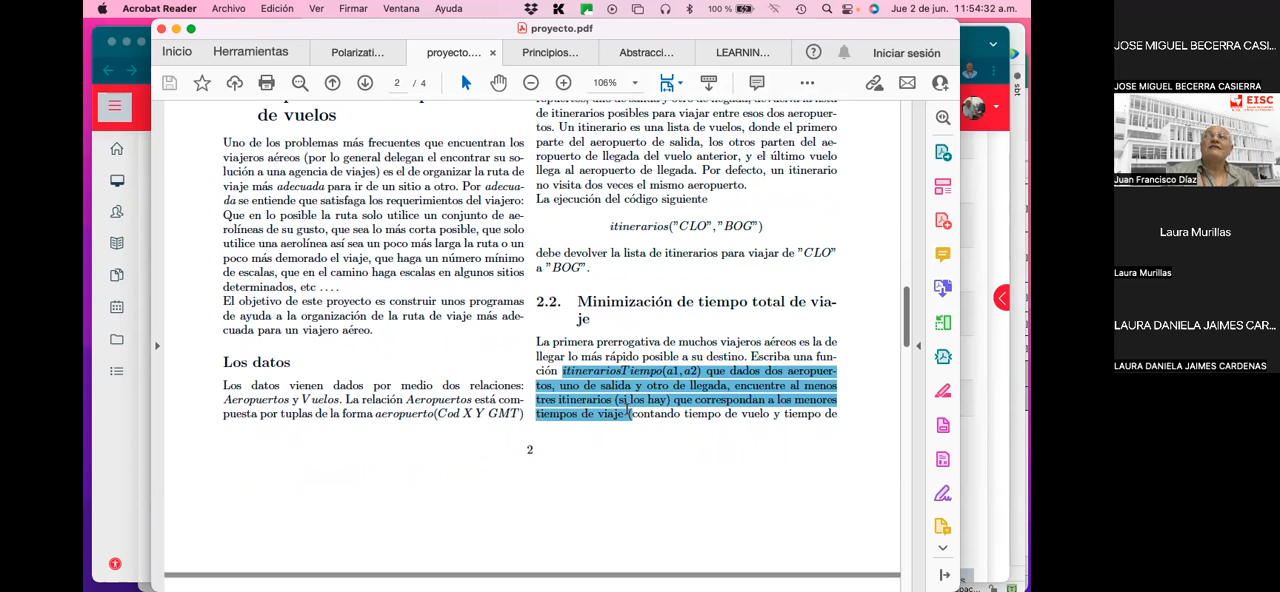 Acrobat Reader Archivo Edición Ver Firmar Ventana Ayuda 100 % Jue 2 de jun. 11:54:32 a. m.
proyecto.pdf
Inicio Herramientas Polarizati... proyecto.... × Principios... Abstracci... LEARNIN... Iniciar sesión
2 / 4 106%
de vuelos
Uno de los problemas más frecuentes que encuentran los
viajeros aéreos (por lo general delegan el encontrar su so-
lución a una agencia de viajes) es el de organizar la ruta de
viaje más adecuada para ir de un sitio a otro. Por adecua-
da se entiende que satisfaga los requerimientos del viajero:
Que en lo posible la ruta solo utilice un conjunto de ae-
rolíneas de su gusto, que sea lo más corta posible, que solo
utilice una aerolínea así sea un poco más larga la ruta o un
poco más demorado el viaje, que haga un número mínimo
de escalas, que en el camino haga escalas en algunos sitios
determinados, etc ....
El objetivo de este proyecto es construir unos programas
de ayuda a la organización de la ruta de viaje más ade-
cuada para un viajero aéreo.
Los datos
Los datos vienen dados por medio dos relaciones:
Aeropuertos y Vuelos. La relación Aeropuertos está com-
puesta por tuplas de la forma aeropuerto(Cod X Y GMT)
de itinerarios posibles para viajar entre esos dos aeropuer-
tos. Un itinerario es una lista de vuelos, donde el primero
parte del aeropuerto de salida, los otros parten del ae-
ropuerto de llegada del vuelo anterior, y el último vuelo
llega al aeropuerto de llegada. Por defecto, un itinerario
no visita dos veces el mismo aeropuerto.
La ejecución del código siguiente
itinerarios("CLO","BOG")
debe devolver la lista de itinerarios para viajar de "CLO"
a "BOG".
2.2. Minimización de tiempo total de via-
je
La primera prerrogativa de muchos viajeros aéreos es la de
llegar lo más rápido posible a su destino. Escriba una fun-
ción itinerariosTiempo(a1, a2) que dados dos aeropuer-
tos, uno de salida y otro de llegada, encuentre al menos
tres itinerarios (si los hay) que correspondan a los menores
tiempos de viaje (contando tiempo de vuelo y tiempo de
2
sbt
JOSE MIGUEL BECERRA CASI...
JOSE MIGUEL BECERRA CASIERRA
EISC
Juan Francisco Díaz
Laura Murillas
Laura Murillas
LAURA DANIELA JAIMES CAR...
LAURA DANIELA JAIMES CARDENAS